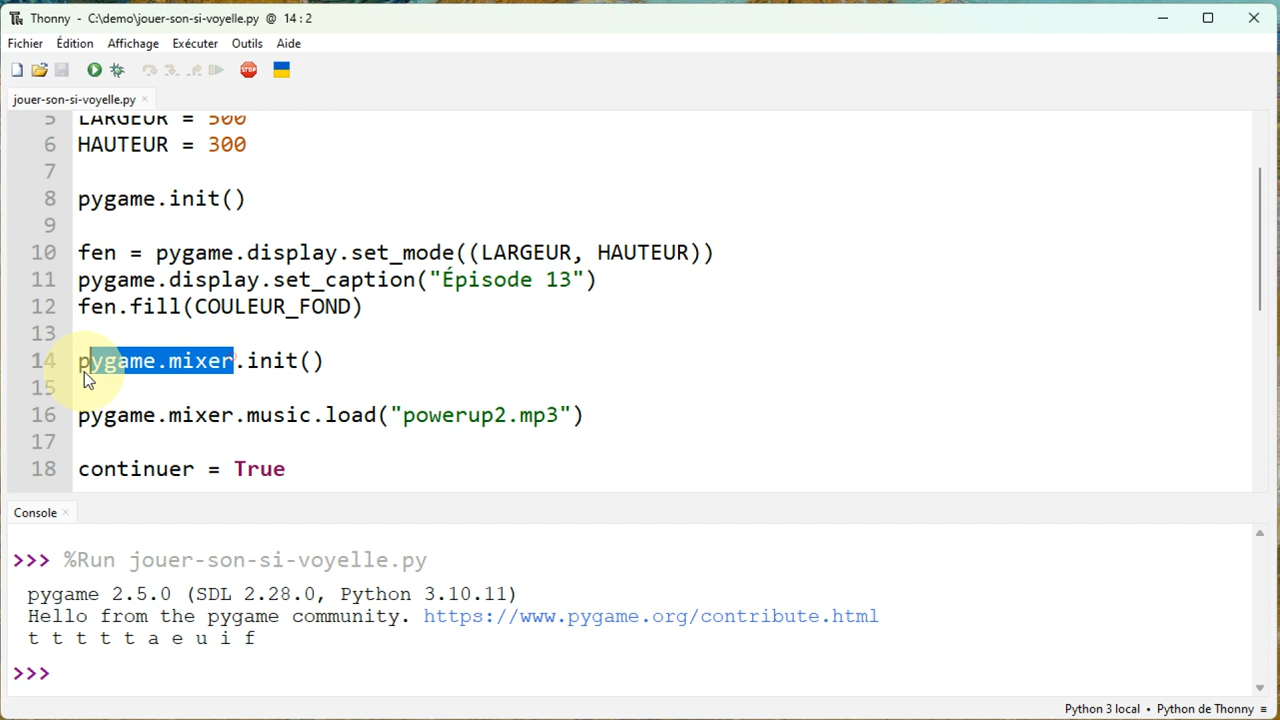 Thonny - C:\demo\jouer-son-si-voyelle.py @ 14 : 2
Fichier Édition Affichage Exécuter Outils Aide
STOP
jouer-son-si-voyelle.py ×
5 LARGEUR = 500
6 HAUTEUR = 300
7
8 pygame.init()
9
10 fen = pygame.display.set_mode((LARGEUR, HAUTEUR))
11 pygame.display.set_caption("Épisode 13")
12 fen.fill(COULEUR_FOND)
13
14 pygame.mixer.init()
15
16 pygame.mixer.music.load("powerup2.mp3")
17
18 continuer = True
Console ×
>>> %Run jouer-son-si-voyelle.py
pygame 2.5.0 (SDL 2.28.0, Python 3.10.11)
Hello from the pygame community. https://www.pygame.org/contribute.html
t t t t t a e u i f
>>>
Python 3 local • Python de Thonny ≡